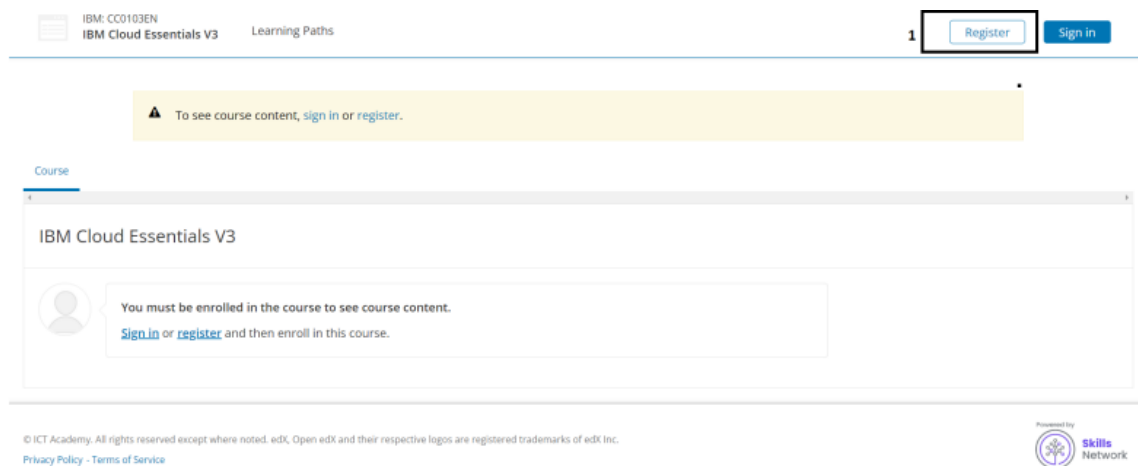 IBM: CC0103EN
IBM Cloud Essentials V3
Learning Paths
1
Register
Sign in
To see course content, sign in or register.
Course
IBM Cloud Essentials V3
You must be enrolled in the course to see course content.
Sign in or register and then enroll in this course.
© ICT Academy. All rights reserved except where noted. edX, Open edX and their respective logos are registered trademarks of edX Inc.
Privacy Policy - Terms of Service
Powered by
Skills
Network